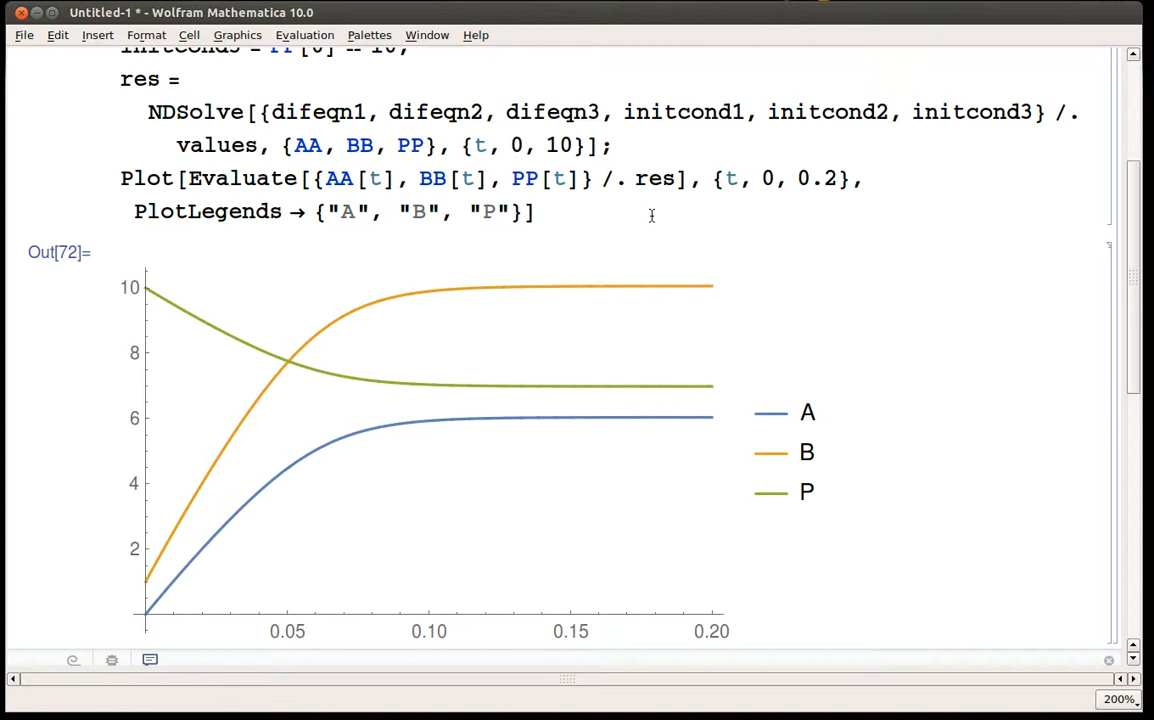 Untitled-1 * - Wolfram Mathematica 10.0
File Edit Insert Format Cell Graphics Evaluation Palettes Window Help
res =
NDSolve[{difeqn1, difeqn2, difeqn3, initcond1, initcond2, initcond3} /.
values, {AA, BB, PP}, {t, 0, 10}];
Plot[Evaluate[{AA[t], BB[t], PP[t]} /. res], {t, 0, 0.2},
PlotLegends → {"A", "B", "P"}]
Out[72]=
10
8
6
4
2
0.05 0.10 0.15 0.20
A
B
P
200%